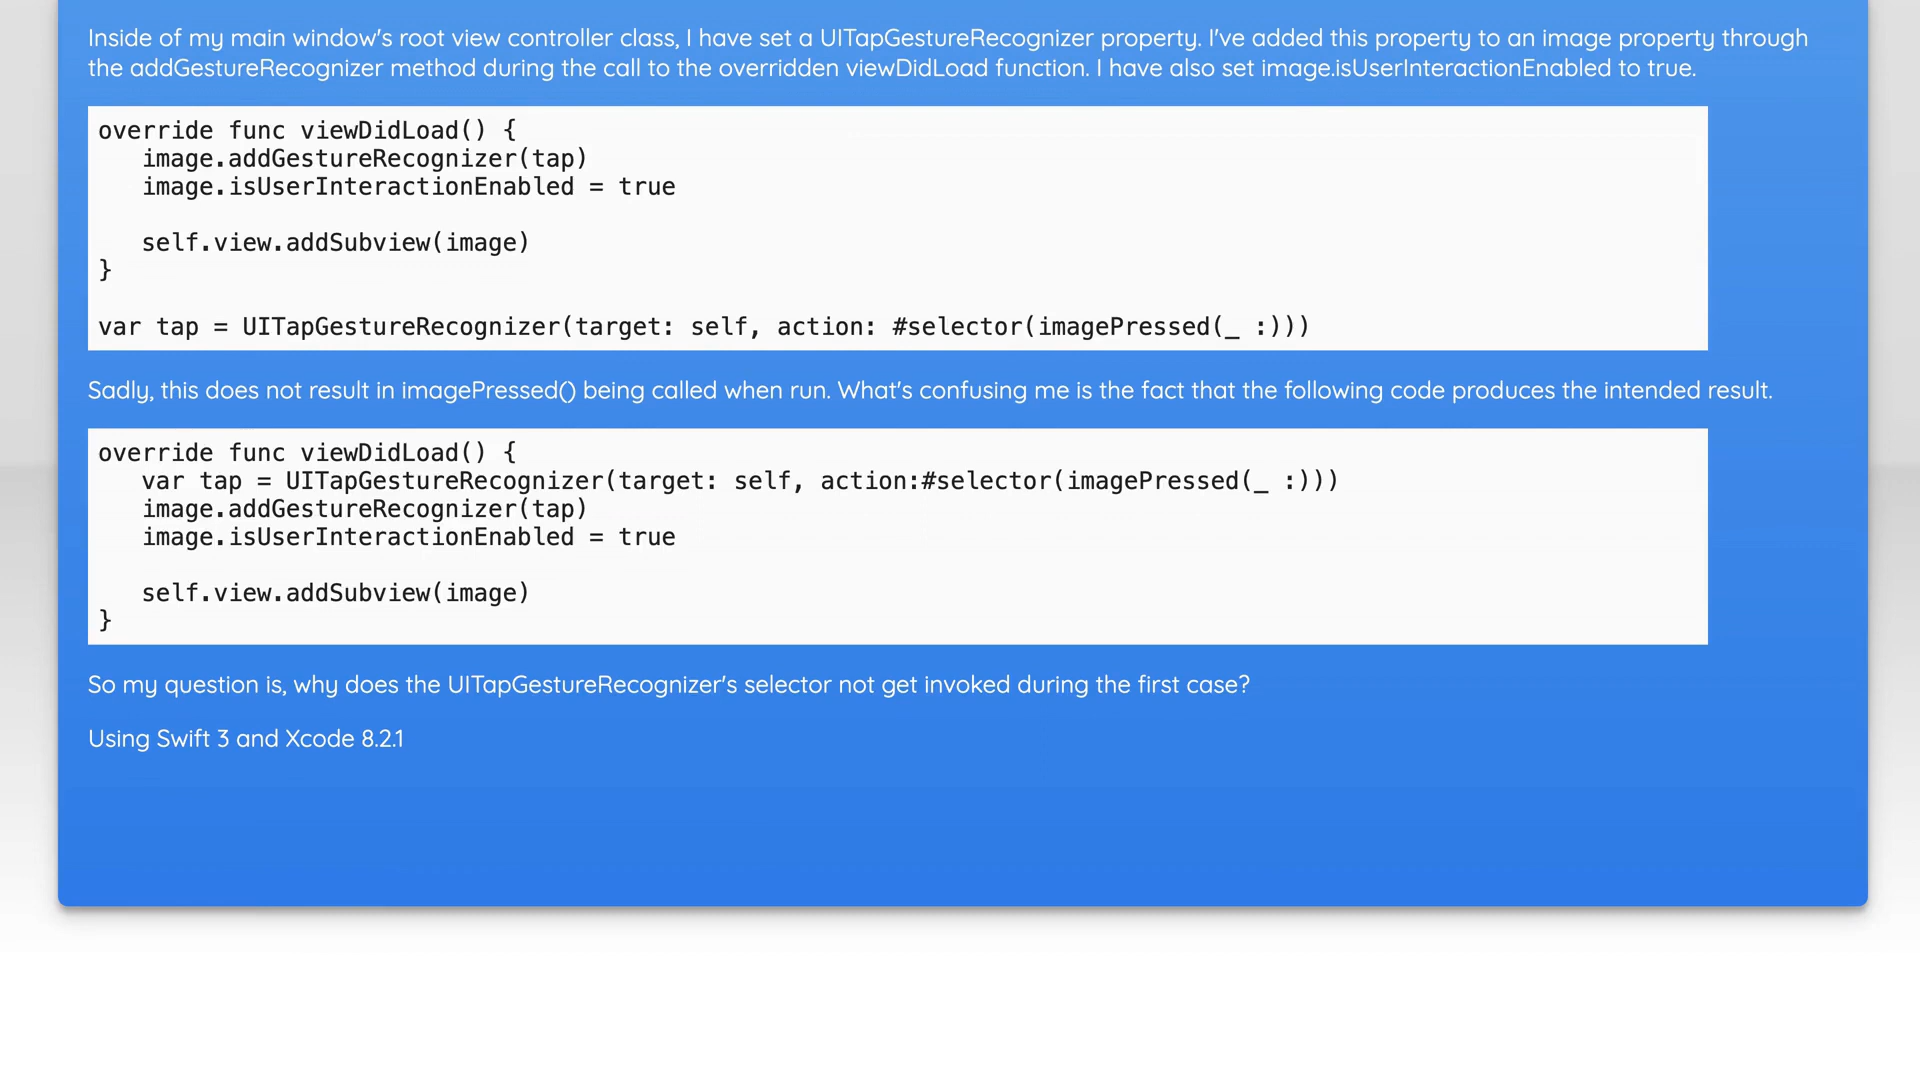 Inside of my main window's root view controller class, I have set a UITapGestureRecognizer property. I've added this property to an image property through
the addGestureRecognizer method during the call to the overridden viewDidLoad function. I have also set image.isUserInteractionEnabled to true.
override func viewDidLoad() {
   image.addGestureRecognizer(tap)
   image.isUserInteractionEnabled = true
   self.view.addSubview(image)
}
var tap = UITapGestureRecognizer(target: self, action: #selector(imagePressed(_ :)))
Sadly, this does not result in imagePressed() being called when run. What's confusing me is the fact that the following code produces the intended result.
override func viewDidLoad() {
   var tap = UITapGestureRecognizer(target: self, action:#selector(imagePressed(_ :)))
   image.addGestureRecognizer(tap)
   image.isUserInteractionEnabled = true
   self.view.addSubview(image)
}
So my question is, why does the UITapGestureRecognizer's selector not get invoked during the first case?
Using Swift 3 and Xcode 8.2.1